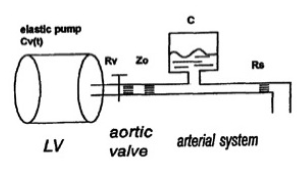 elastic pump
Cv(t)
Rv
Zo
C
Rs
LV
aortic
valve
arterial system